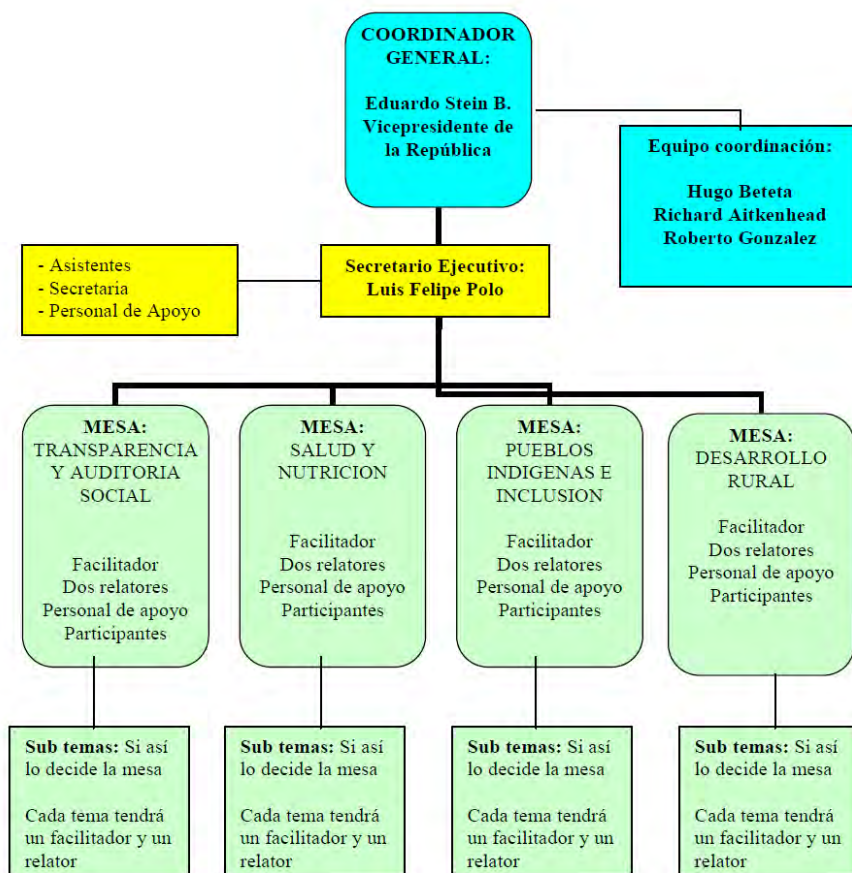 COORDINADOR
GENERAL:
Eduardo Stein B.
Vicepresidente de
la República
Equipo coordinación:
Hugo Beteta
Richard Aitkenhead
Roberto Gonzalez
- Asistentes
- Secretaria
- Personal de Apoyo
Secretario Ejecutivo:
Luis Felipe Polo
MESA:
TRANSPARENCIA
Y AUDITORIA
SOCIAL
Facilitador
Dos relatores
Personal de apoyo
Participantes
MESA:
SALUD Y
NUTRICION
Facilitador
Dos relatores
Personal de apoyo
Participantes
MESA:
PUEBLOS
INDIGENAS E
INCLUSION
Facilitador
Dos relatores
Personal de apoyo
Participantes
MESA:
DESARROLLO
RURAL
Facilitador
Dos relatores
Personal de apoyo
Participantes
Sub temas: Si así
lo decide la mesa
Cada tema tendrá
un facilitador y un
relator
Sub temas: Si así
lo decide la mesa
Cada tema tendrá
un facilitador y un
relator
Sub temas: Si así
lo decide la mesa
Cada tema tendrá
un facilitador y un
relator
Sub temas: Si así
lo decide la mesa
Cada tema tendrá
un facilitador y un
relator